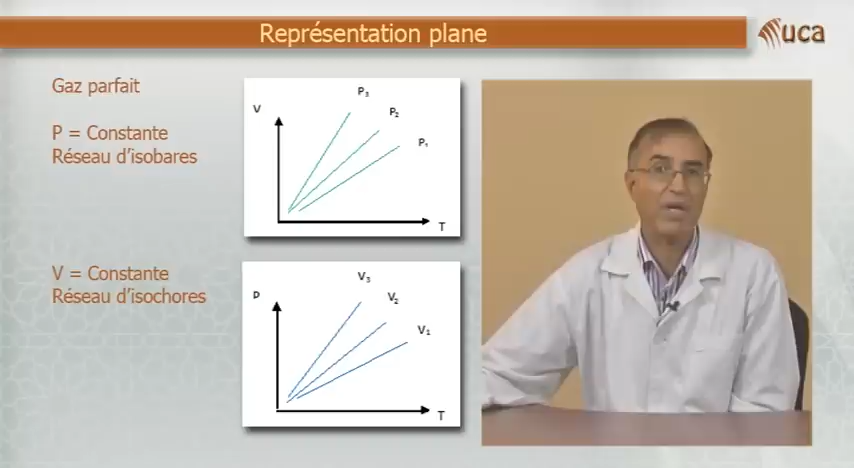 Représentation plane
uca
Gaz parfait
P = Constante
Réseau d'isobares
V
P₃
P₂
P₁
T
V = Constante
Réseau d'isochores
P
V₃
V₂
V₁
T